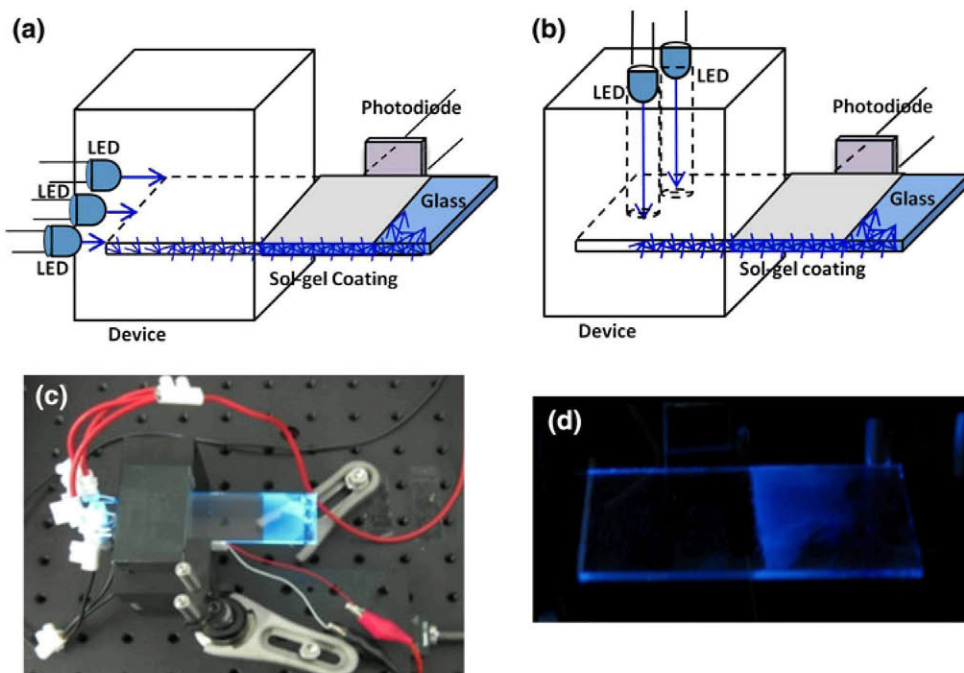 (a)
LED
LED
LED
Photodiode
Glass
Sol-gel Coating
Device
(b)
LED
LED
Photodiode
Glass
Sol-gel coating
Device
(c)
(d)